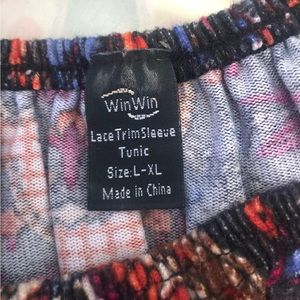 WinWin
Lace Trim Sleeve
Tunic
Size: L-XL
Made in China